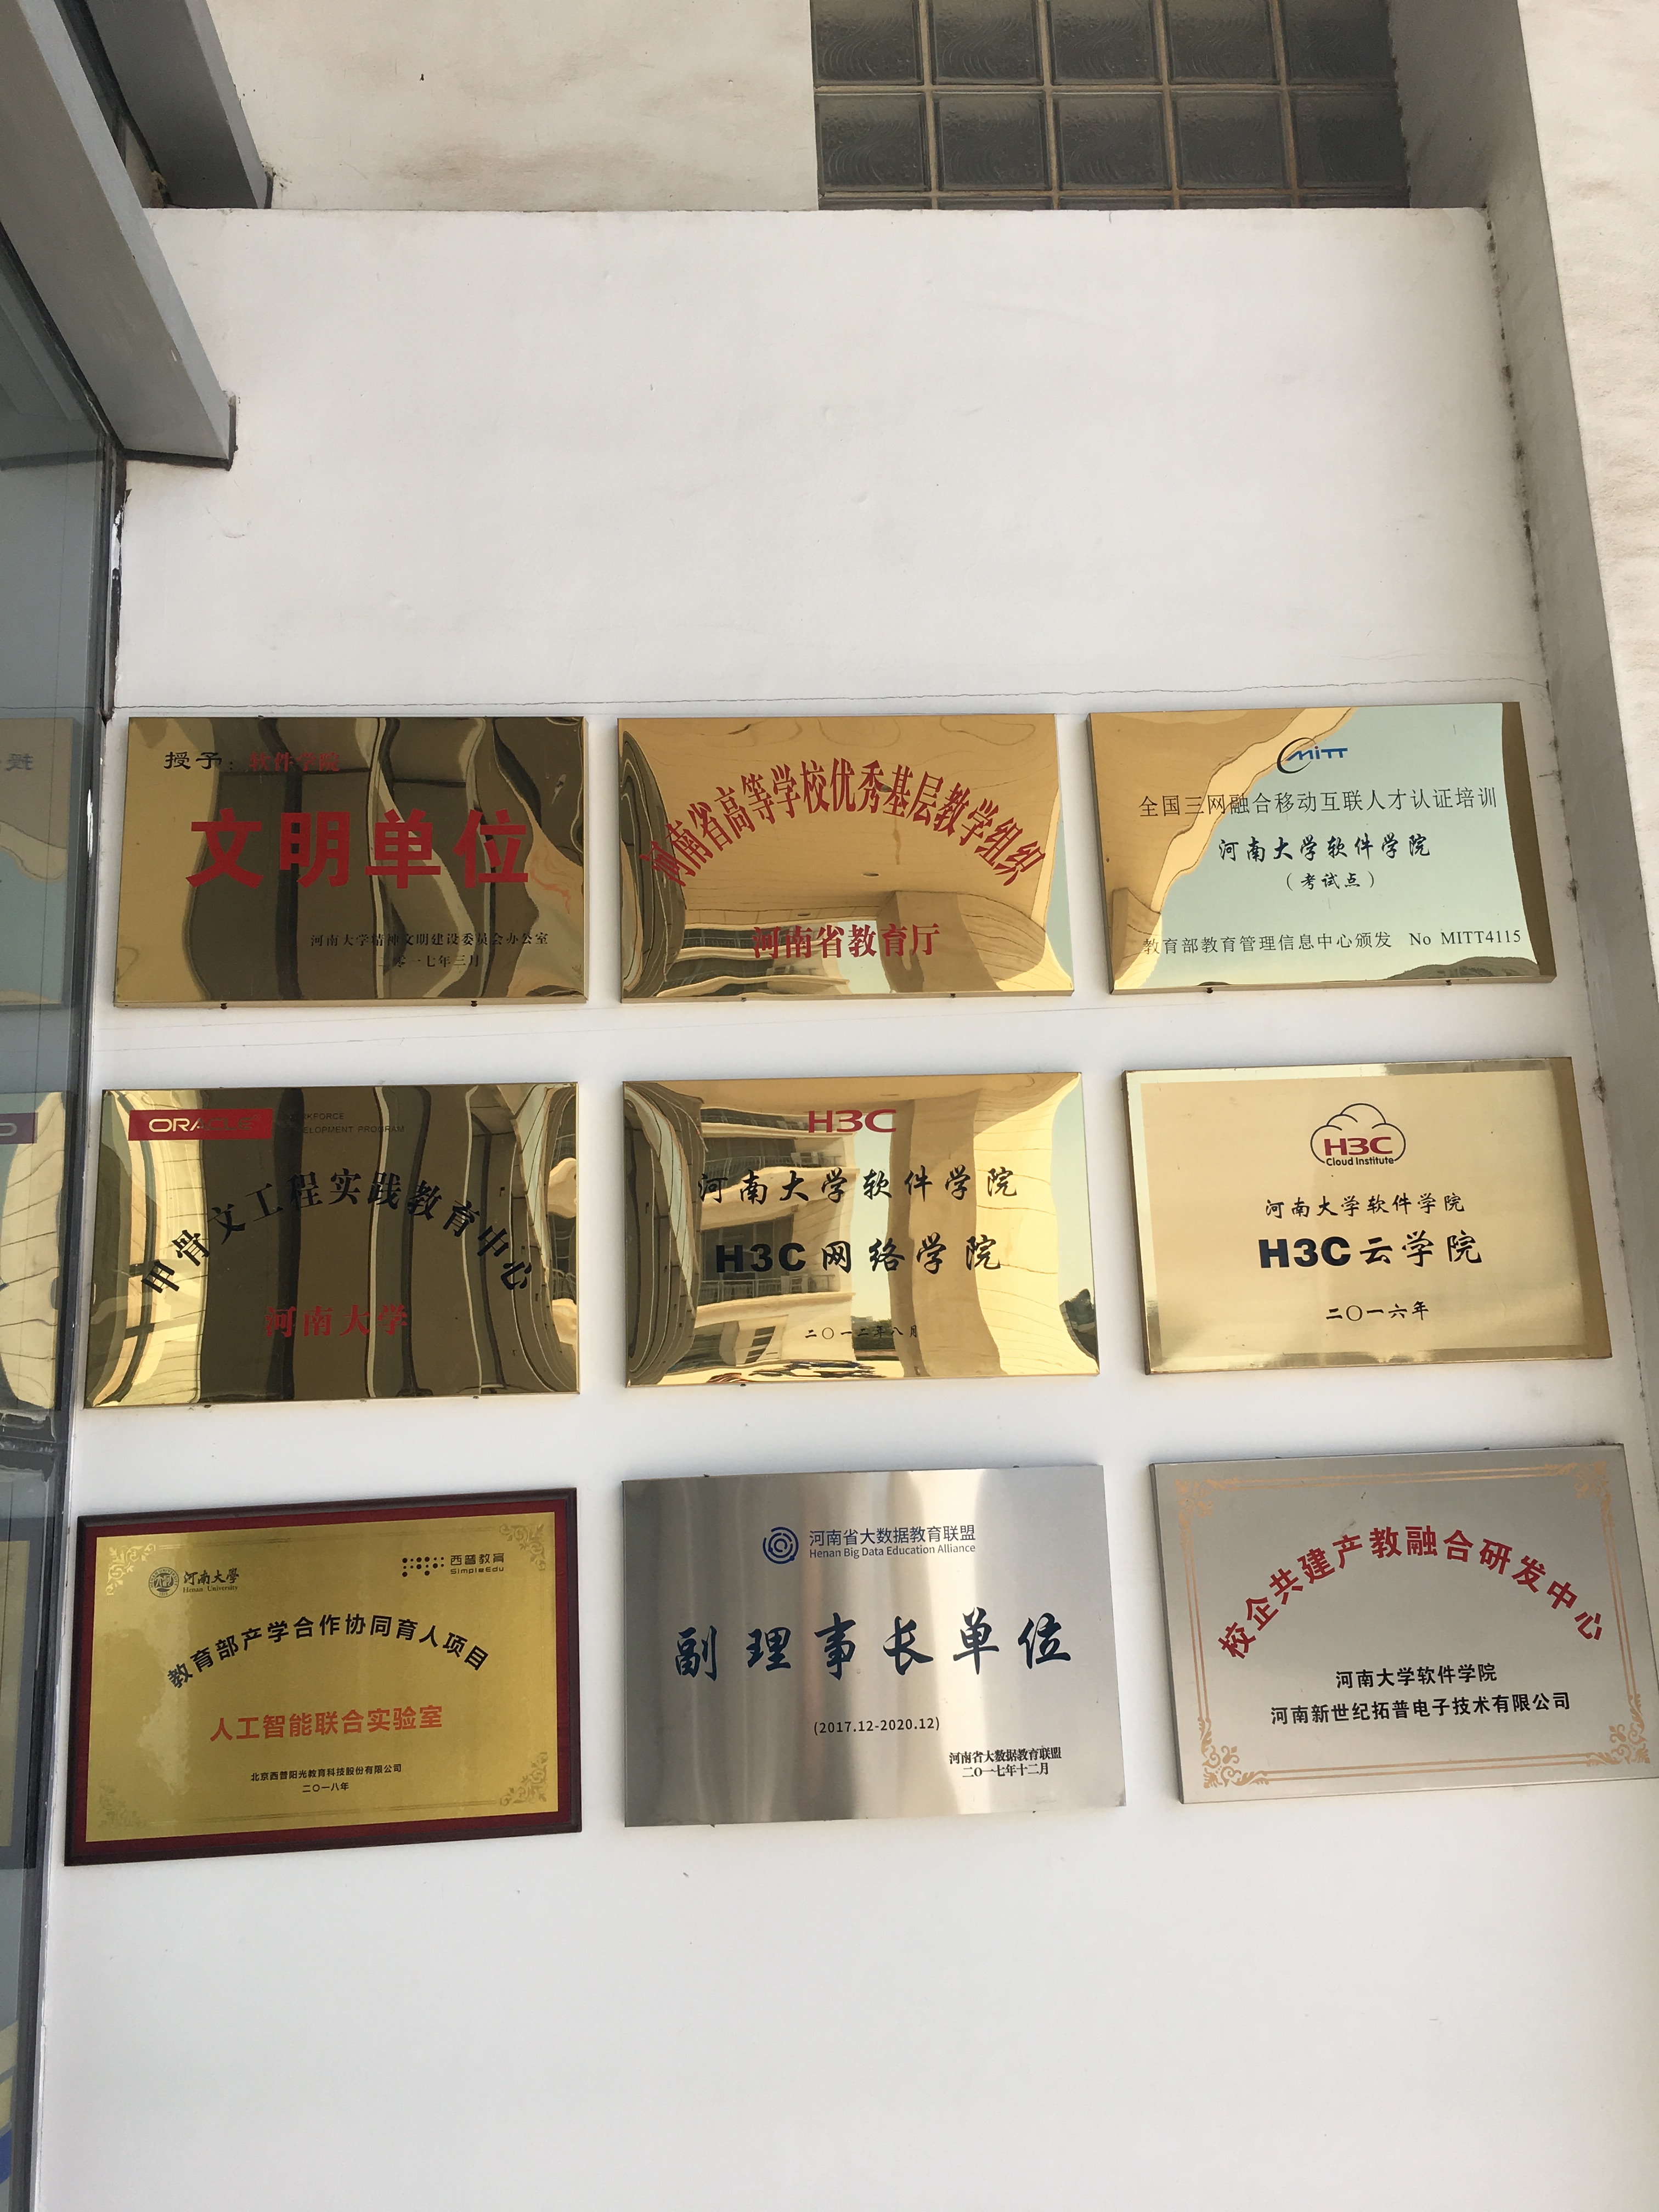 授予：软件学院
文明单位
河南大学精神文明建设委员会办公室
二零一七年三月
河南省高等学校优秀基层教学组织
河南省教育厅
MiTT
全国三网融合移动互联人才认证培训
河南大学软件学院
（考试点）
教育部教育管理信息中心颁发 No MITT4115
ORACLE
DEVELOPMENT PROGRAM
甲骨文工程实践教育中心
河南大学
H3C
河南大学软件学院
H3C网络学院
二〇一二年八月
H3C
Cloud Institute
河南大学软件学院
H3C云学院
二〇一六年
河南大學
Henan University
西普教育
SimpleEdu
教育部产学合作协同育人项目
人工智能联合实验室
北京西普阳光教育科技股份有限公司
二〇一八年
河南省大数据教育联盟
Henan Big Data Education Alliance
副理事长单位
(2017.12-2020.12)
河南省大数据教育联盟
二〇一七年十二月
校企共建产教融合研发中心
河南大学软件学院
河南新世纪拓普电子技术有限公司